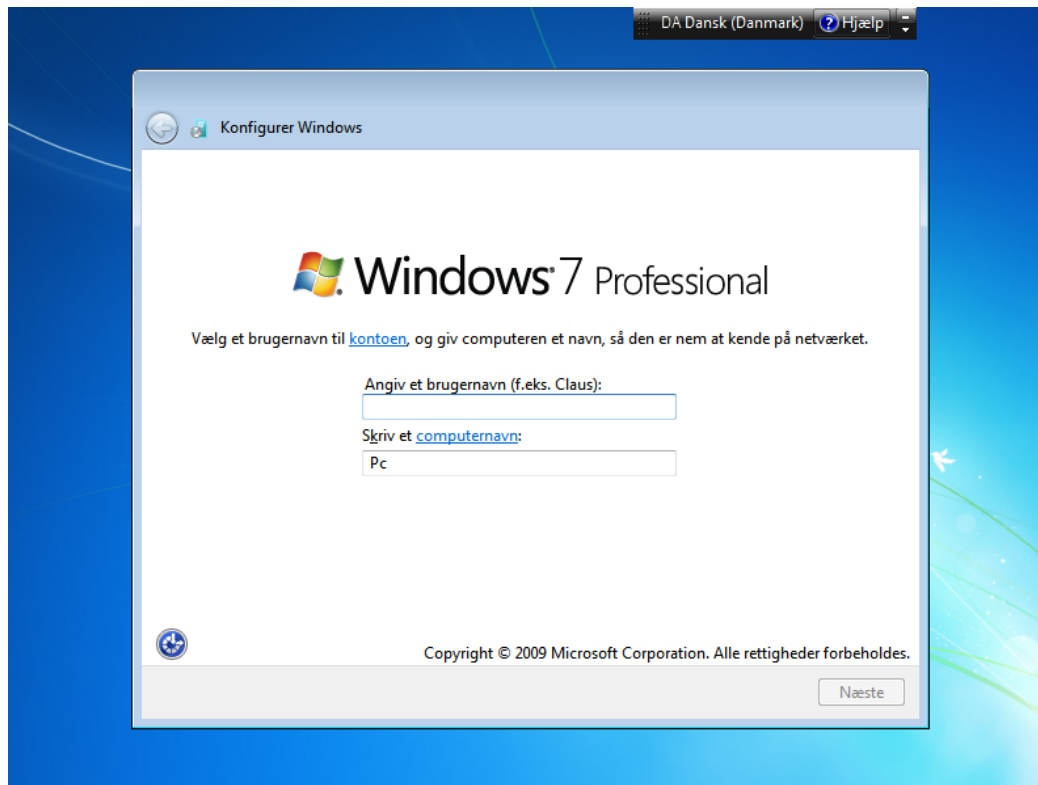 DA Dansk (Danmark) Hjælp
Konfigurer Windows
Windows 7 Professional
Vælg et brugernavn til kontoen, og giv computeren et navn, så den er nem at kende på netværket.
Angiv et brugernavn (f.eks. Claus):
Skriv et computernavn:
Pc
Copyright © 2009 Microsoft Corporation. Alle rettigheder forbeholdes.
Næste